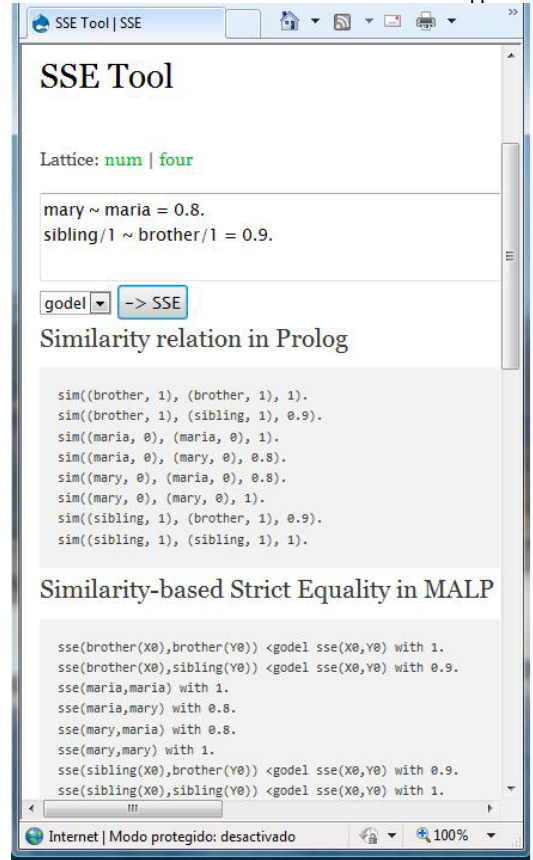 SSE Tool | SSE
SSE Tool
Lattice: num | four
mary ~ maria = 0.8.
sibling/1 ~ brother/1 = 0.9.
godel -> SSE
Similarity relation in Prolog
sim((brother, 1), (brother, 1), 1).
sim((brother, 1), (sibling, 1), 0.9).
sim((maria, 0), (maria, 0), 1).
sim((maria, 0), (mary, 0), 0.8).
sim((mary, 0), (maria, 0), 0.8).
sim((mary, 0), (mary, 0), 1).
sim((sibling, 1), (brother, 1), 0.9).
sim((sibling, 1), (sibling, 1), 1).
Similarity-based Strict Equality in MALP
sse(brother(X0),brother(Y0)) <godel sse(X0,Y0) with 1.
sse(brother(X0),sibling(Y0)) <godel sse(X0,Y0) with 0.9.
sse(maria,maria) with 1.
sse(maria,mary) with 0.8.
sse(mary,maria) with 0.8.
sse(mary,mary) with 1.
sse(sibling(X0),brother(Y0)) <godel sse(X0,Y0) with 0.9.
sse(sibling(X0),sibling(Y0)) <godel sse(X0,Y0) with 1.
Internet | Modo protegido: desactivado 100%